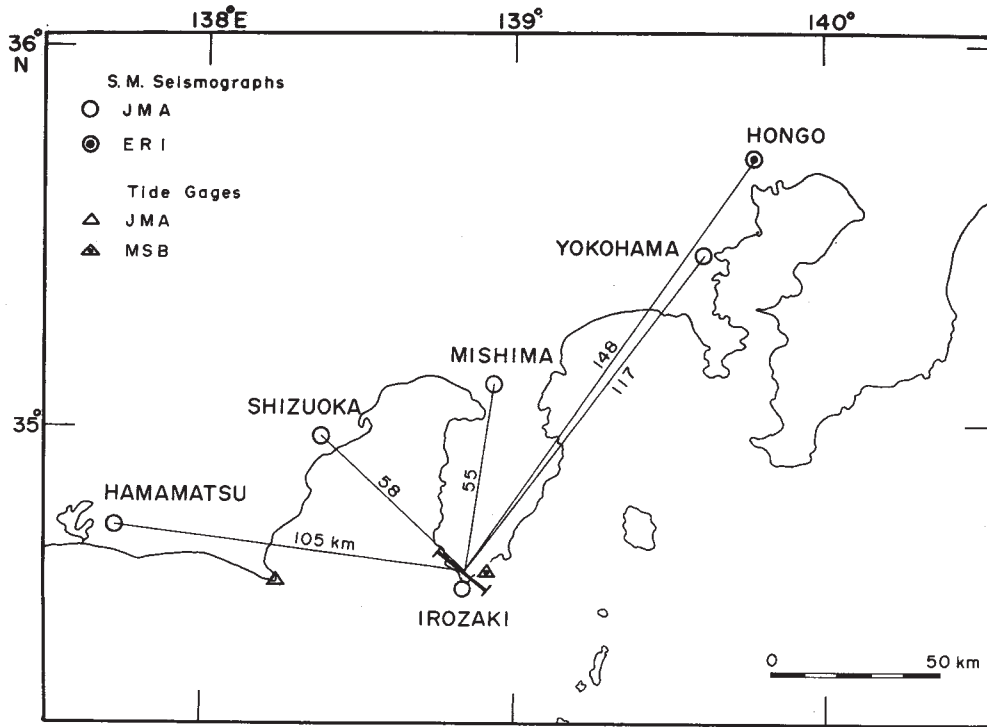 138°E
139°
140°
36°
N
S. M. Seismographs
JMA
ERI
Tide Gages
JMA
MSB
HONGO
YOKOHAMA
MISHIMA
148
117
35°
SHIZUOKA
58
55
HAMAMATSU
105 km
IROZAKI
0 50 km